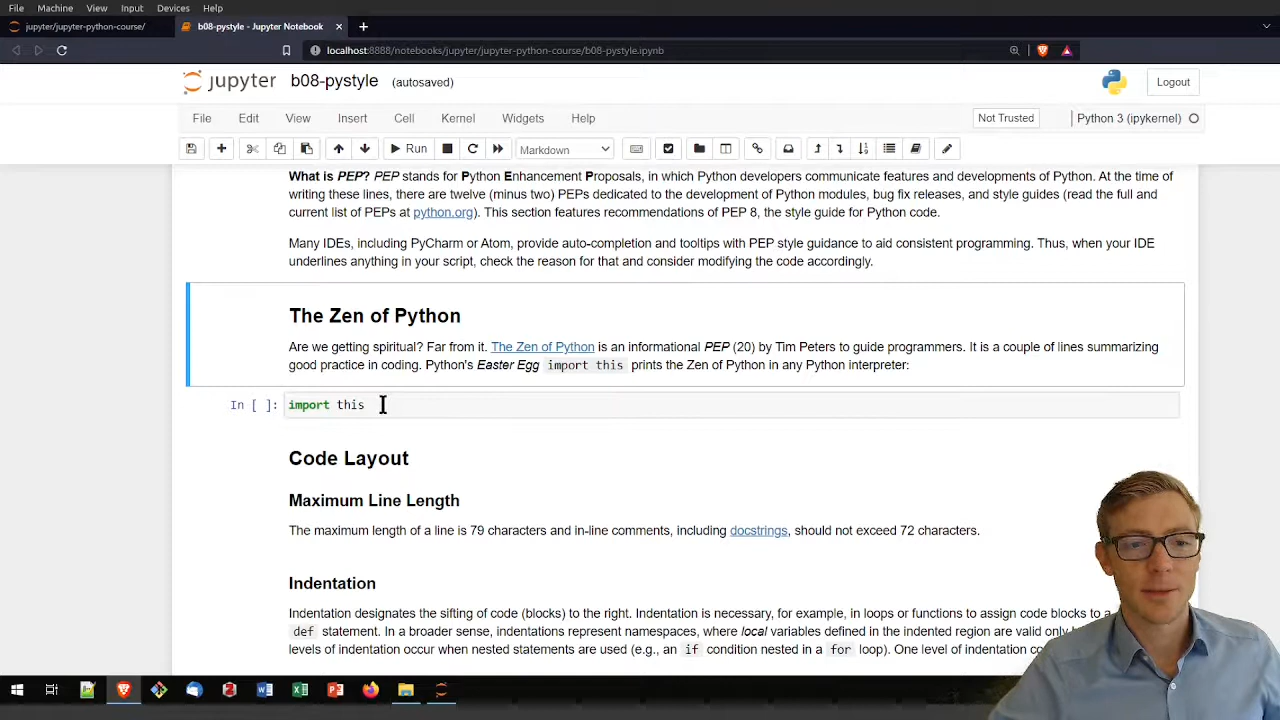 File Machine View Input Devices Help
jupyter/jupyter-python-course/ b08-pystyle - Jupyter Notebook
localhost:8888/notebooks/jupyter/jupyter-python-course/b08-pystyle.ipynb
jupyter b08-pystyle (autosaved) Logout
File Edit View Insert Cell Kernel Widgets Help Not Trusted Python 3 (ipykernel)
Run Markdown
What is PEP? PEP stands for Python Enhancement Proposals, in which Python developers communicate features and developments of Python. At the time of
writing these lines, there are twelve (minus two) PEPs dedicated to the development of Python modules, bug fix releases, and style guides (read the full and
current list of PEPs at python.org). This section features recommendations of PEP 8, the style guide for Python code.
Many IDEs, including PyCharm or Atom, provide auto-completion and tooltips with PEP style guidance to aid consistent programming. Thus, when your IDE
underlines anything in your script, check the reason for that and consider modifying the code accordingly.
The Zen of Python
Are we getting spiritual? Far from it. The Zen of Python is an informational PEP (20) by Tim Peters to guide programmers. It is a couple of lines summarizing
good practice in coding. Python's Easter Egg import this prints the Zen of Python in any Python interpreter:
In [ ]: import this
Code Layout
Maximum Line Length
The maximum length of a line is 79 characters and in-line comments, including docstrings, should not exceed 72 characters.
Indentation
Indentation designates the sifting of code (blocks) to the right. Indentation is necessary, for example, in loops or functions to assign code blocks to a
def statement. In a broader sense, indentations represent namespaces, where local variables defined in the indented region are valid only
levels of indentation occur when nested statements are used (e.g., an if condition nested in a for loop). One level of indentation